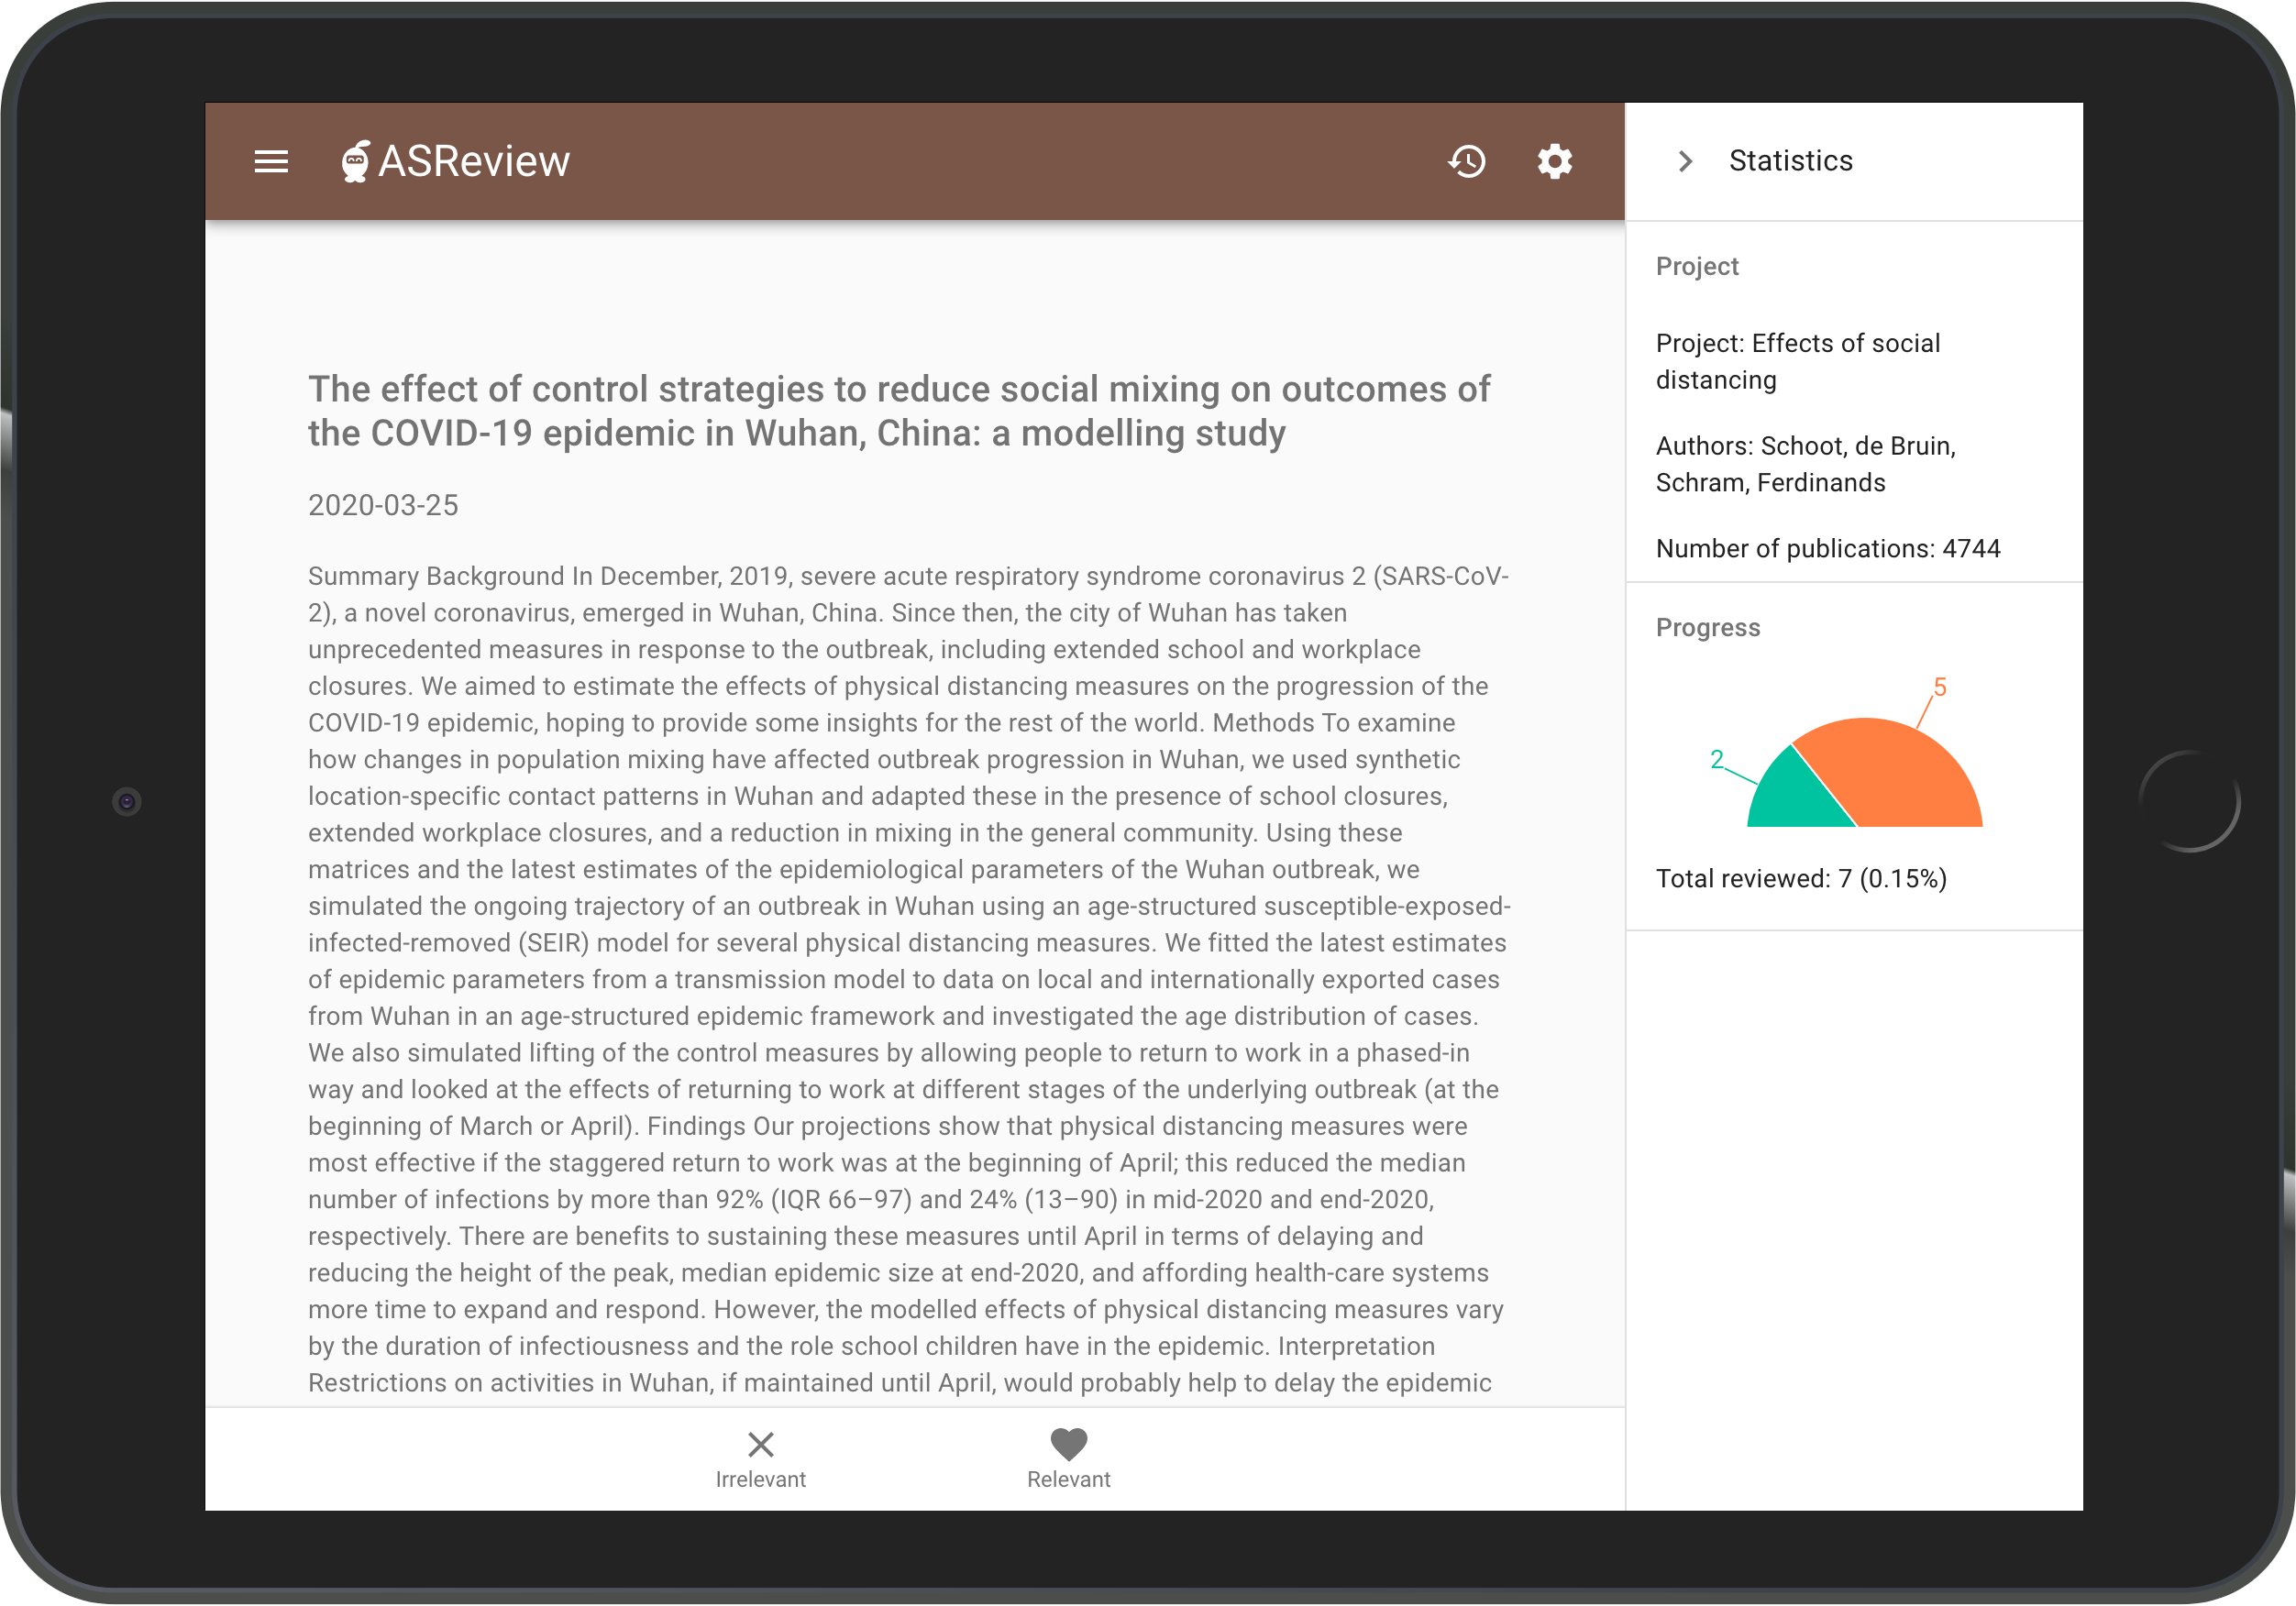 ASReview
The effect of control strategies to reduce social mixing on outcomes of
the COVID-19 epidemic in Wuhan, China: a modelling study
2020-03-25
Summary Background In December, 2019, severe acute respiratory syndrome coronavirus 2 (SARS-CoV-
2), a novel coronavirus, emerged in Wuhan, China. Since then, the city of Wuhan has taken
unprecedented measures in response to the outbreak, including extended school and workplace
closures. We aimed to estimate the effects of physical distancing measures on the progression of the
COVID-19 epidemic, hoping to provide some insights for the rest of the world. Methods To examine
how changes in population mixing have affected outbreak progression in Wuhan, we used synthetic
location-specific contact patterns in Wuhan and adapted these in the presence of school closures,
extended workplace closures, and a reduction in mixing in the general community. Using these
matrices and the latest estimates of the epidemiological parameters of the Wuhan outbreak, we
simulated the ongoing trajectory of an outbreak in Wuhan using an age-structured susceptible-exposed-
infected-removed (SEIR) model for several physical distancing measures. We fitted the latest estimates
of epidemic parameters from a transmission model to data on local and internationally exported cases
from Wuhan in an age-structured epidemic framework and investigated the age distribution of cases.
We also simulated lifting of the control measures by allowing people to return to work in a phased-in
way and looked at the effects of returning to work at different stages of the underlying outbreak (at the
beginning of March or April). Findings Our projections show that physical distancing measures were
most effective if the staggered return to work was at the beginning of April; this reduced the median
number of infections by more than 92% (IQR 66–97) and 24% (13–90) in mid-2020 and end-2020,
respectively. There are benefits to sustaining these measures until April in terms of delaying and
reducing the height of the peak, median epidemic size at end-2020, and affording health-care systems
more time to expand and respond. However, the modelled effects of physical distancing measures vary
by the duration of infectiousness and the role school children have in the epidemic. Interpretation
Restrictions on activities in Wuhan, if maintained until April, would probably help to delay the epidemic
Irrelevant
Relevant
Statistics
Project
Project: Effects of social
distancing
Authors: Schoot, de Bruin,
Schram, Ferdinands
Number of publications: 4744
Progress
5
2
Total reviewed: 7 (0.15%)